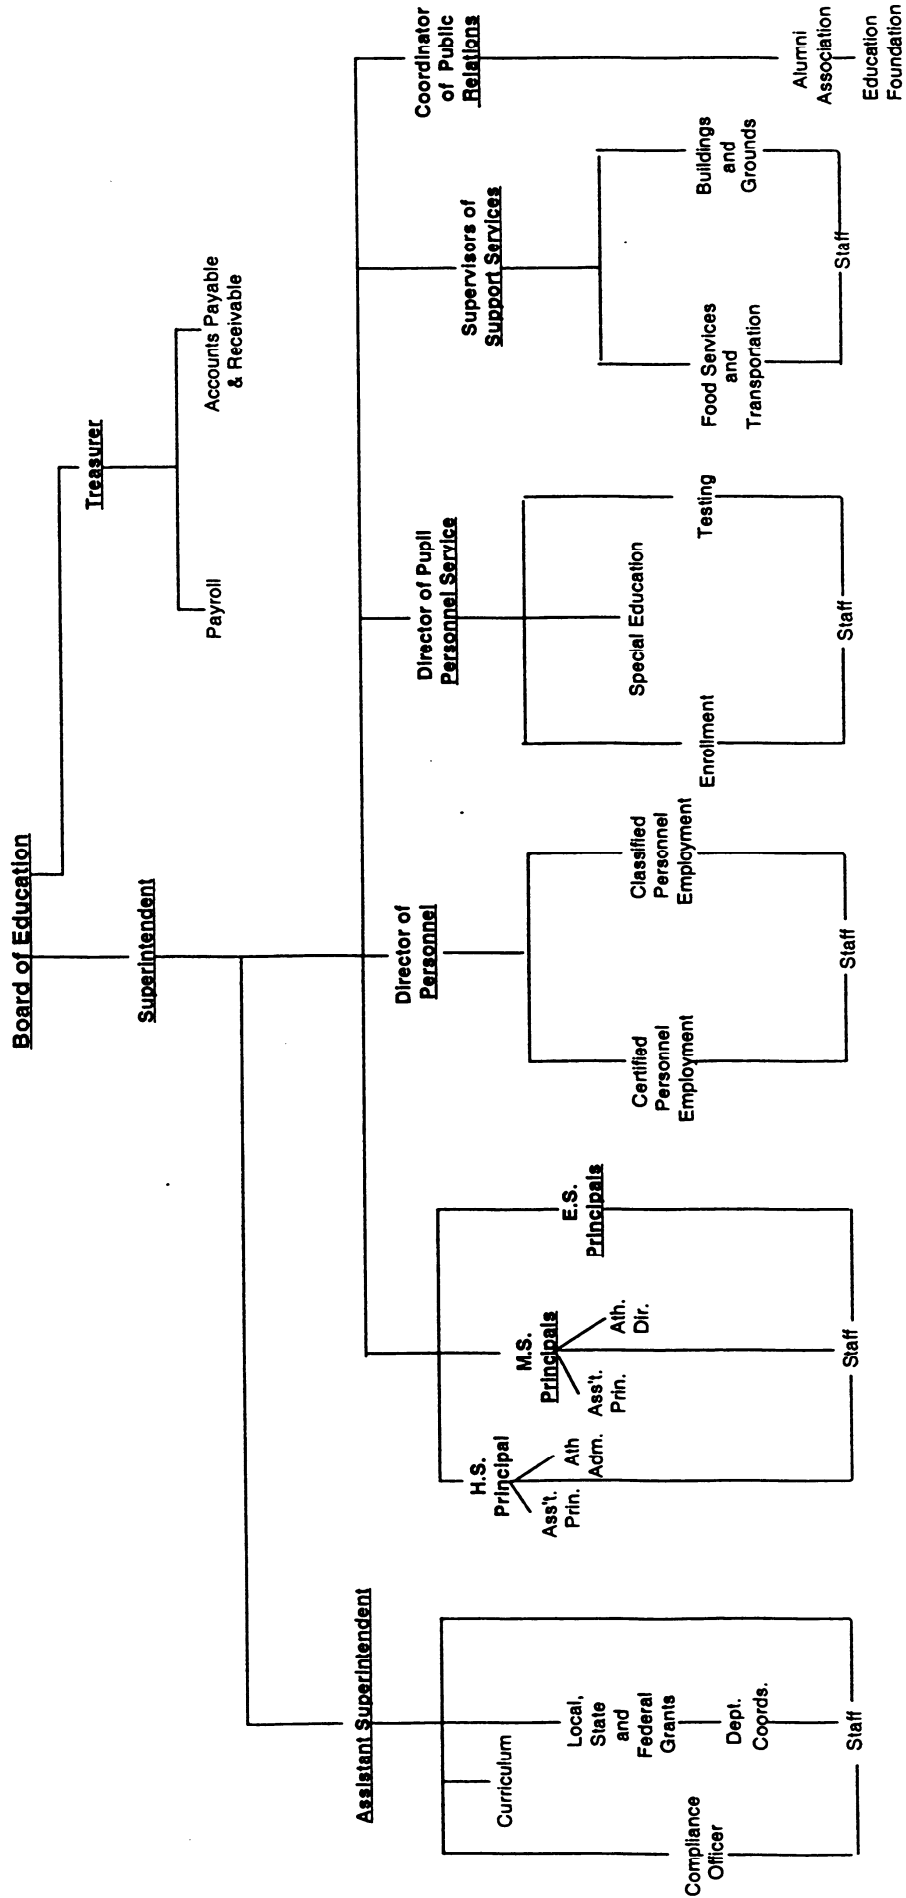 Board of Education
Treasurer
Payroll
Accounts Payable
& Receivable
Superintendent
Assistant Superintendent
Curriculum
Compliance
Officer
Local,
State
and
Federal
Grants
Dept.
Coords.
Staff
H.S.
Principal
Ass't.
Prin.
Ath
Adm.
M.S.
Principals
Ass't.
Prin.
Ath.
Dir.
E.S.
Principals
Staff
Director of
Personnel
Certified
Personnel
Employment
Classified
Personnel
Employment
Staff
Director of Pupil
Personnel Service
Enrollment
Special Education
Testing
Staff
Supervisors of
Support Services
Food Services
and
Transportation
Buildings
and
Grounds
Staff
Coordinator
of Public
Relations
Alumni
Association
Education
Foundation